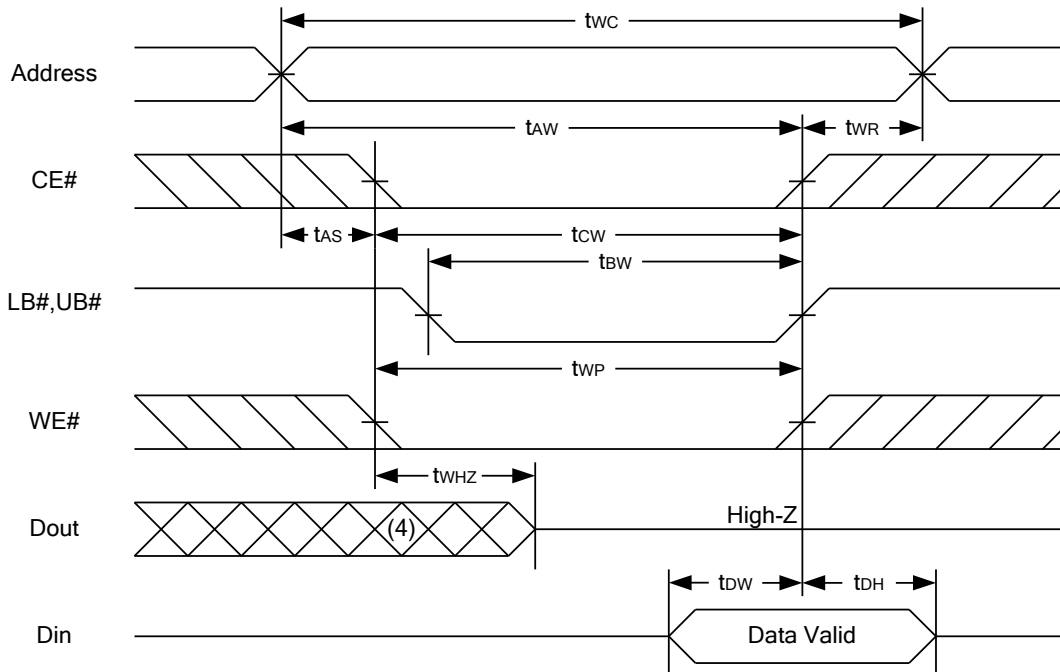 tWC
Address
tAW
tWR
CE#
tAS
tCW
tBW
LB#,UB#
tWP
WE#
tWHZ
Dout
(4)
High-Z
tDW
tDH
Din
Data Valid